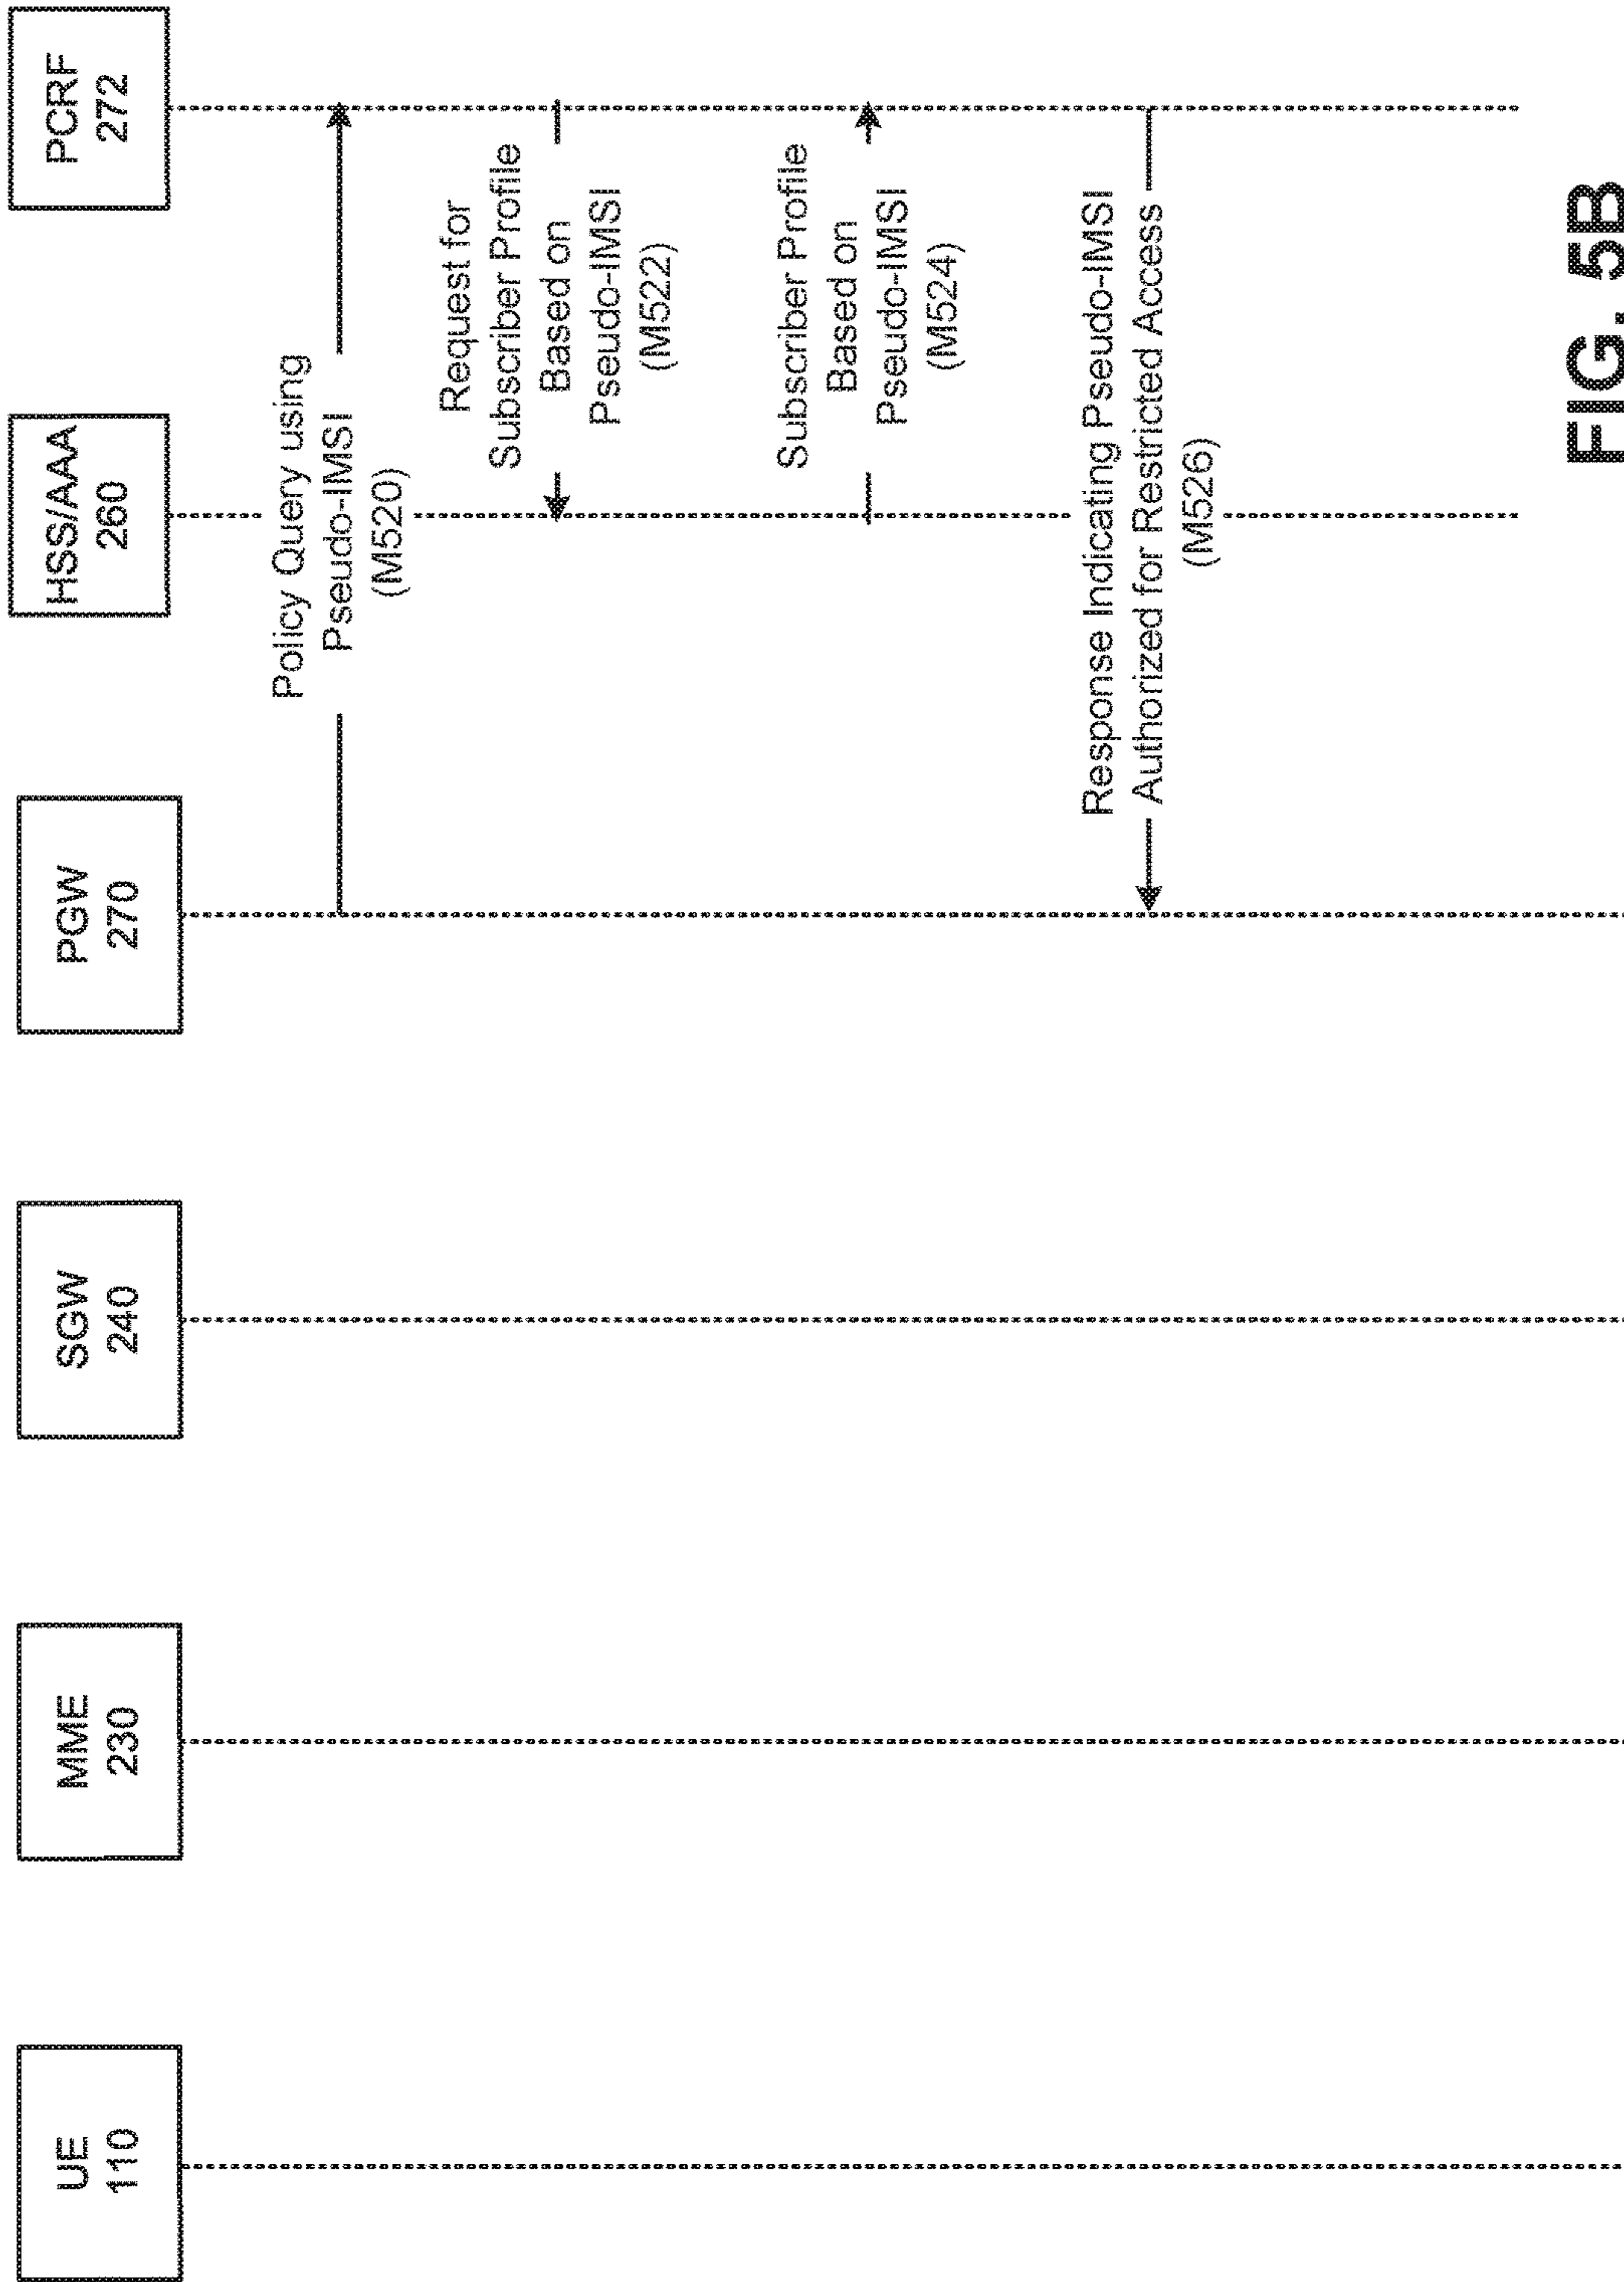 UE
110
MME
230
SGW
240
PGW
270
HSS/AAA
260
PCRF
272
Policy Query using
Pseudo-IMSI
(M520)
Request for
Subscriber Profile
Based on
Pseudo-IMSI
(M522)
Subscriber Profile
Based on
Pseudo-IMSI
(M524)
Response Indicating Pseudo-IMSI
Authorized for Restricted Access
(M526)
FIG. 5B